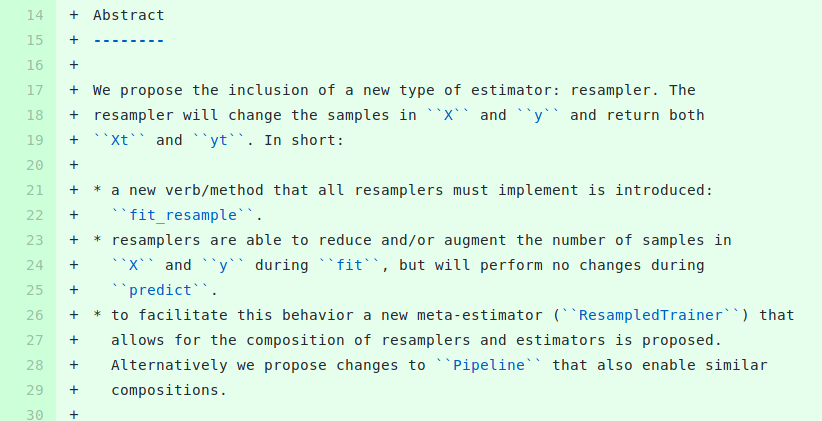 14 + Abstract
15 + --------
16 +
17 + We propose the inclusion of a new type of estimator: resampler. The
18 + resampler will change the samples in ``X`` and ``y`` and return both
19 + ``Xt`` and ``yt``. In short:
20 +
21 + * a new verb/method that all resamplers must implement is introduced:
22 +   ``fit_resample``.
23 + * resamplers are able to reduce and/or augment the number of samples in
24 +   ``X`` and ``y`` during ``fit``, but will perform no changes during
25 +   ``predict``.
26 + * to facilitate this behavior a new meta-estimator (``ResampledTrainer``) that
27 +   allows for the composition of resamplers and estimators is proposed.
28 +   Alternatively we propose changes to ``Pipeline`` that also enable similar
29 +   compositions.
30 +